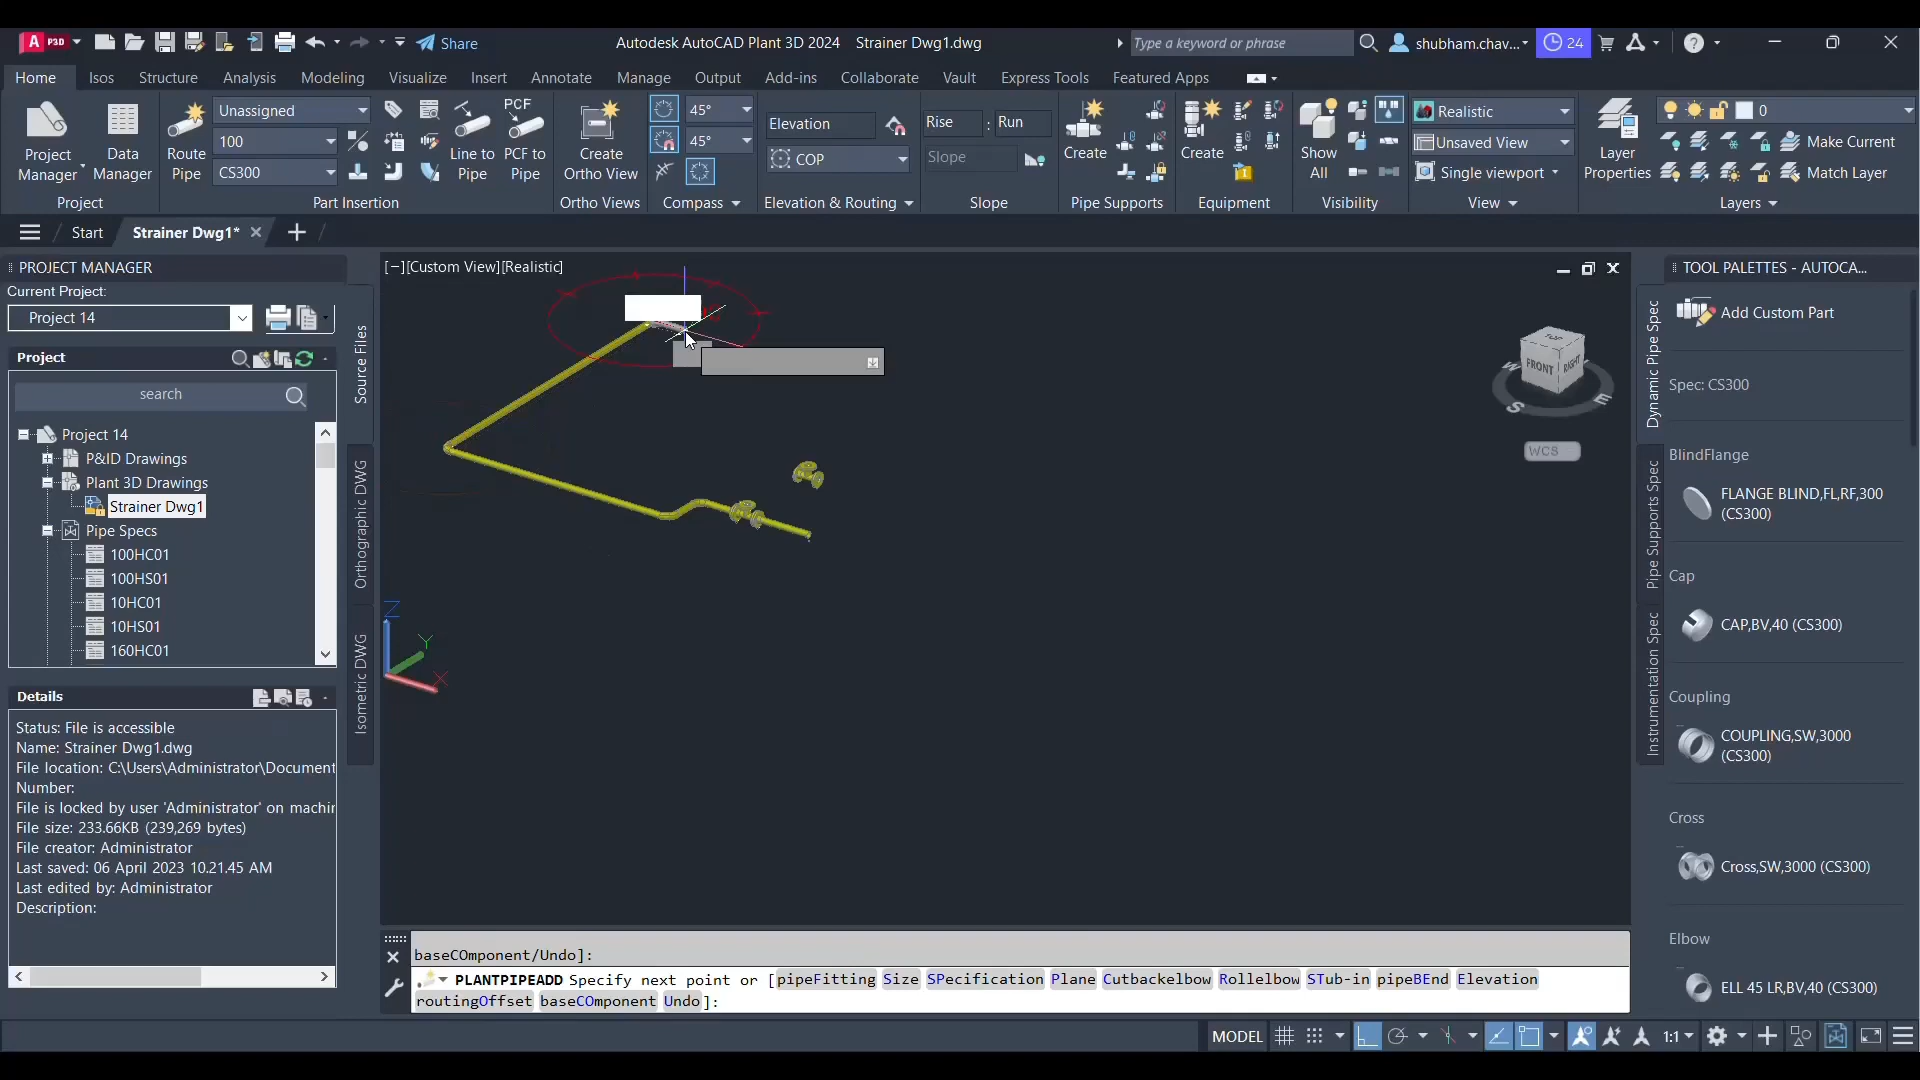 A P3D
Share
Autodesk AutoCAD Plant 3D 2024 Strainer Dwg1.dwg
Type a keyword or phrase
shubham.chav...
24
Home Isos Structure Analysis Modeling Visualize Insert Annotate Manage Output Add-ins Collaborate Vault Express Tools Featured Apps
Project Manager
Data Manager
Project
Route Pipe
Unassigned
100
CS300
Line to Pipe
PCF
PCF to Pipe
Part Insertion
Create Ortho View
Ortho Views
45°
45°
Compass
Elevation
COP
Elevation & Routing
Rise : Run
Slope
Slope
Create
Pipe Supports
Create
Equipment
Show All
Visibility
Realistic
Unsaved View
Single viewport
View
Layer Properties
0
Make Current
Match Layer
Layers
Start
Strainer Dwg1*
PROJECT MANAGER
Current Project:
Project 14
Project
search
Project 14
P&ID Drawings
Plant 3D Drawings
Strainer Dwg1
Pipe Specs
100HC01
100HS01
10HC01
10HS01
160HC01
Details
Status: File is accessible
Name: Strainer Dwg1.dwg
File location: C:\Users\Administrator\Document
Number:
File is locked by user 'Administrator' on machin
File size: 233.66KB (239,269 bytes)
File creator: Administrator
Last saved: 06 April 2023 10.21.45 AM
Last edited by: Administrator
Description:
Source Files
Orthographic DWG
Isometric DWG
[−][Custom View][Realistic]
Z
Y
X
TOP
FRONT
RIGHT
W
S
E
WCS
baseCOmponent/Undo]:
PLANTPIPEADD Specify next point or [pipeFitting Size SPecification Plane Cutbackelbow Rollelbow STub-in pipeBEnd Elevation
routingOffset baseCOmponent Undo]:
TOOL PALETTES - AUTOCA...
Dynamic Pipe Spec
Pipe Supports Spec
Instrumentation Spec
Add Custom Part
Spec: CS300
BlindFlange
FLANGE BLIND,FL,RF,300
(CS300)
Cap
CAP,BV,40 (CS300)
Coupling
COUPLING,SW,3000
(CS300)
Cross
Cross,SW,3000 (CS300)
Elbow
ELL 45 LR,BV,40 (CS300)
MODEL
1:1